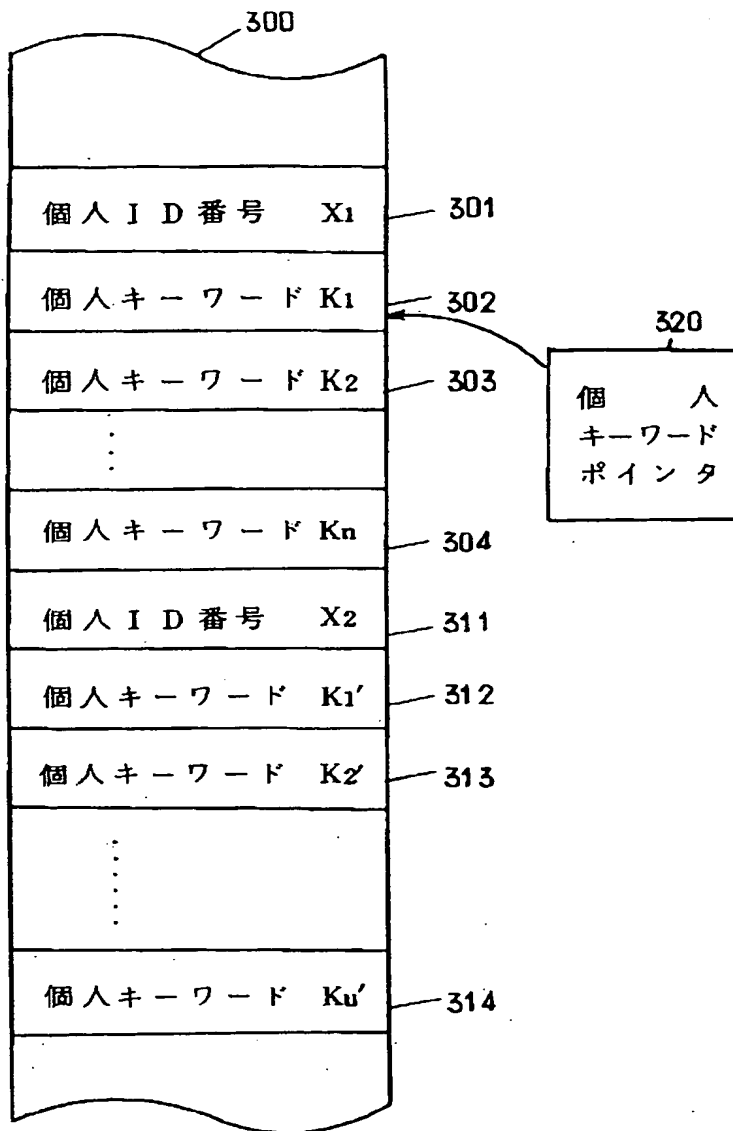 300
個人ID番号 X1 301
個人キーワード K1 302
320
個人
キーワード
ポインタ
個人キーワード K2 303
個人キーワード Kn 304
個人ID番号 X2 311
個人キーワード K1′ 312
個人キーワード K2′ 313
個人キーワード Ku′ 314